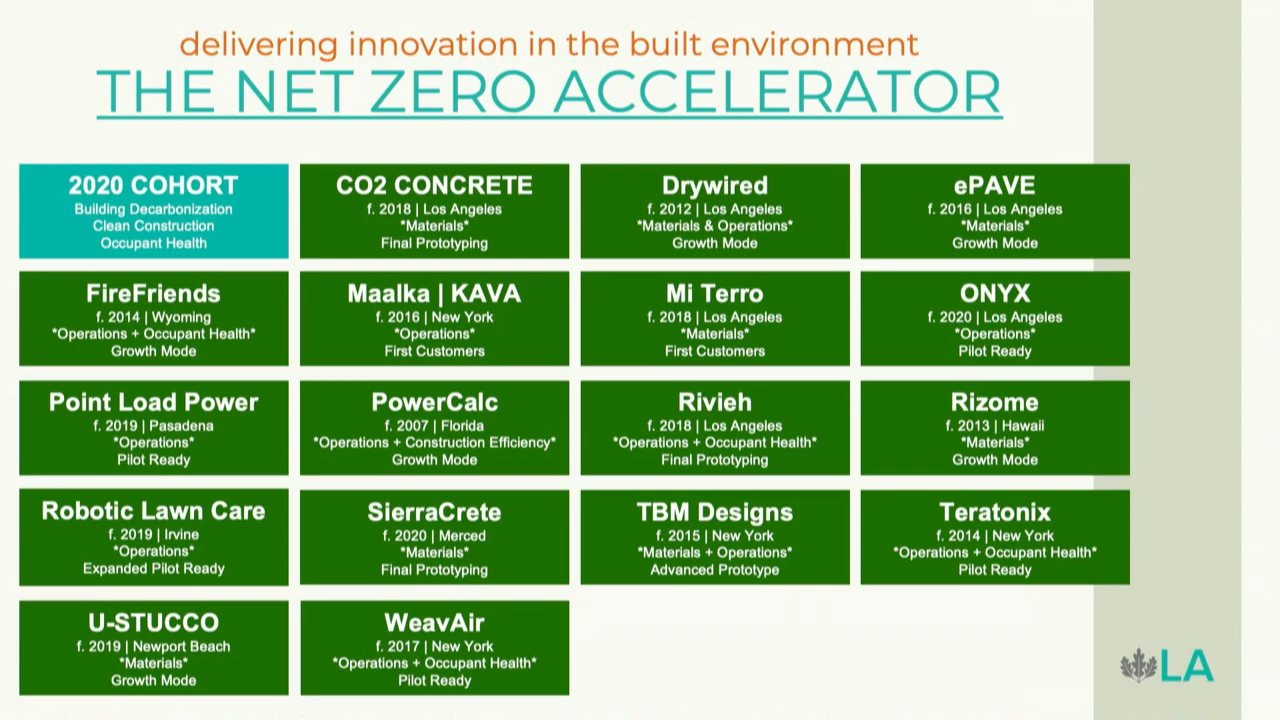 delivering innovation in the built environment
THE NET ZERO ACCELERATOR
2020 COHORT
Building Decarbonization
Clean Construction
Occupant Health
CO2 CONCRETE
f. 2018 | Los Angeles
*Materials*
Final Prototyping
Drywired
f. 2012 | Los Angeles
*Materials & Operations*
Growth Mode
ePAVE
f. 2016 | Los Angeles
*Materials*
Growth Mode
FireFriends
f. 2014 | Wyoming
*Operations + Occupant Health*
Growth Mode
Maalka | KAVA
f. 2016 | New York
*Operations*
First Customers
Mi Terro
f. 2018 | Los Angeles
*Materials*
First Customers
ONYX
f. 2020 | Los Angeles
*Operations*
Pilot Ready
Point Load Power
f. 2019 | Pasadena
*Operations*
Pilot Ready
PowerCalc
f. 2007 | Florida
*Operations + Construction Efficiency*
Growth Mode
Rivieh
f. 2018 | Los Angeles
*Operations + Occupant Health*
Final Prototyping
Rizome
f. 2013 | Hawaii
*Materials*
Growth Mode
Robotic Lawn Care
f. 2019 | Irvine
*Operations*
Expanded Pilot Ready
SierraCrete
f. 2020 | Merced
*Materials*
Final Prototyping
TBM Designs
f. 2015 | New York
*Materials + Operations*
Advanced Prototype
Teratonix
f. 2014 | New York
*Operations + Occupant Health*
Pilot Ready
U-STUCCO
f. 2019 | Newport Beach
*Materials*
Growth Mode
WeavAir
f. 2017 | New York
*Operations + Occupant Health*
Pilot Ready
LA